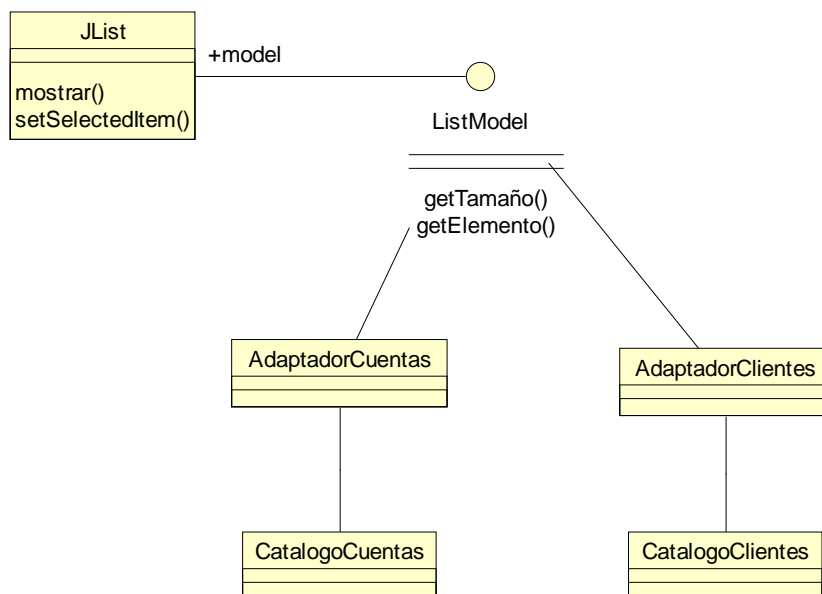 JList
+model
mostrar()
setSelectedItem()
ListModel
getTamaño()
getElemento()
AdaptadorCuentas
AdaptadorClientes
CatalogoCuentas
CatalogoClientes